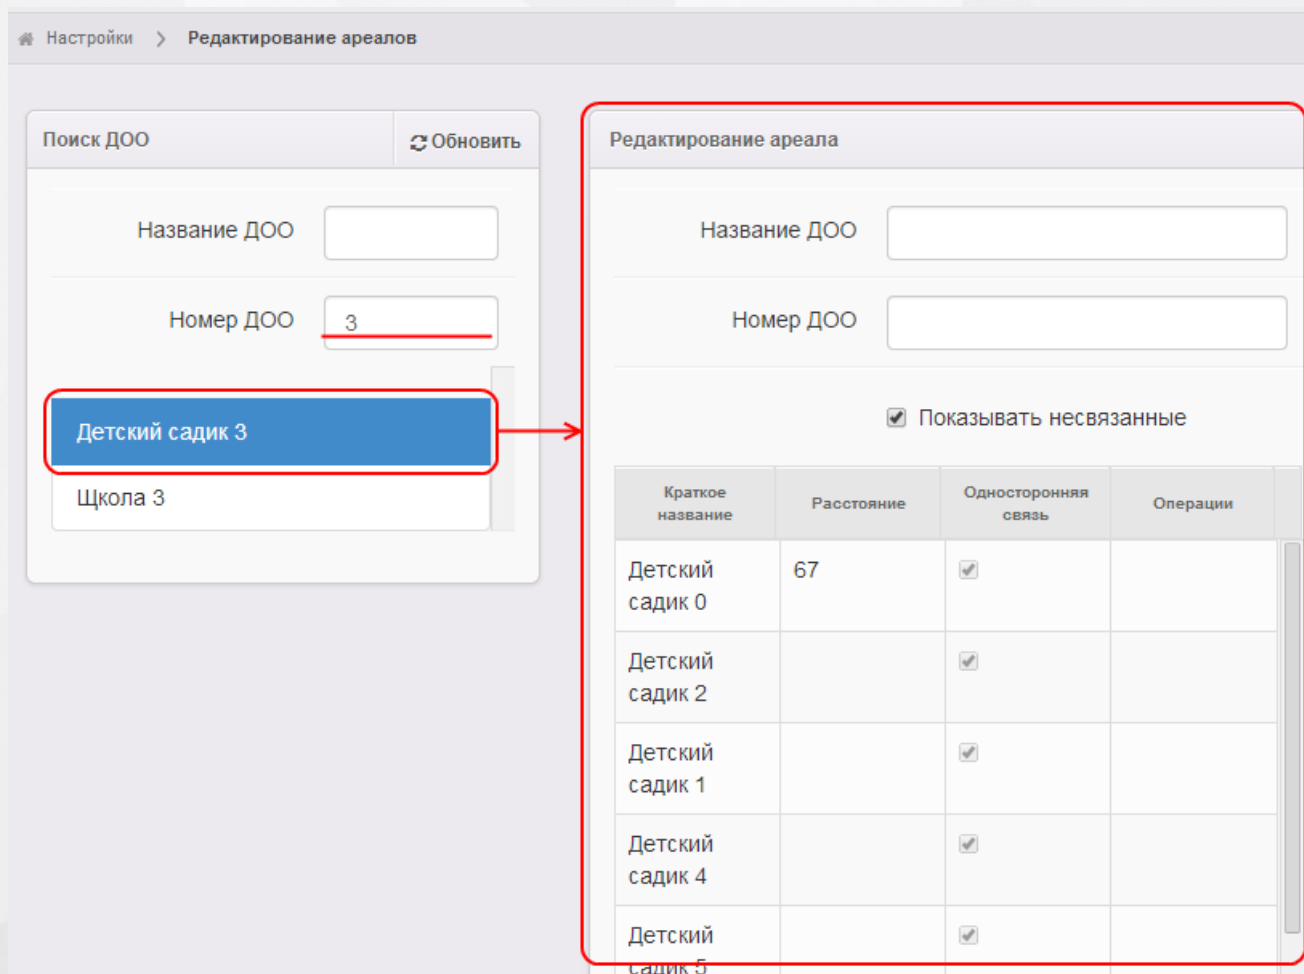 Настройки > Редактирование ареалов
Поиск ДОО
Обновить
Название ДОО
Номер ДОО
3
Детский садик 3
Щкола 3
Редактирование ареала
Название ДОО
Номер ДОО
Показывать несвязанные
Краткое
название
Расстояние
Односторонняя
связь
Операции
Детский
садик 0
67
Детский
садик 2
Детский
садик 1
Детский
садик 4
Детский
садик 5